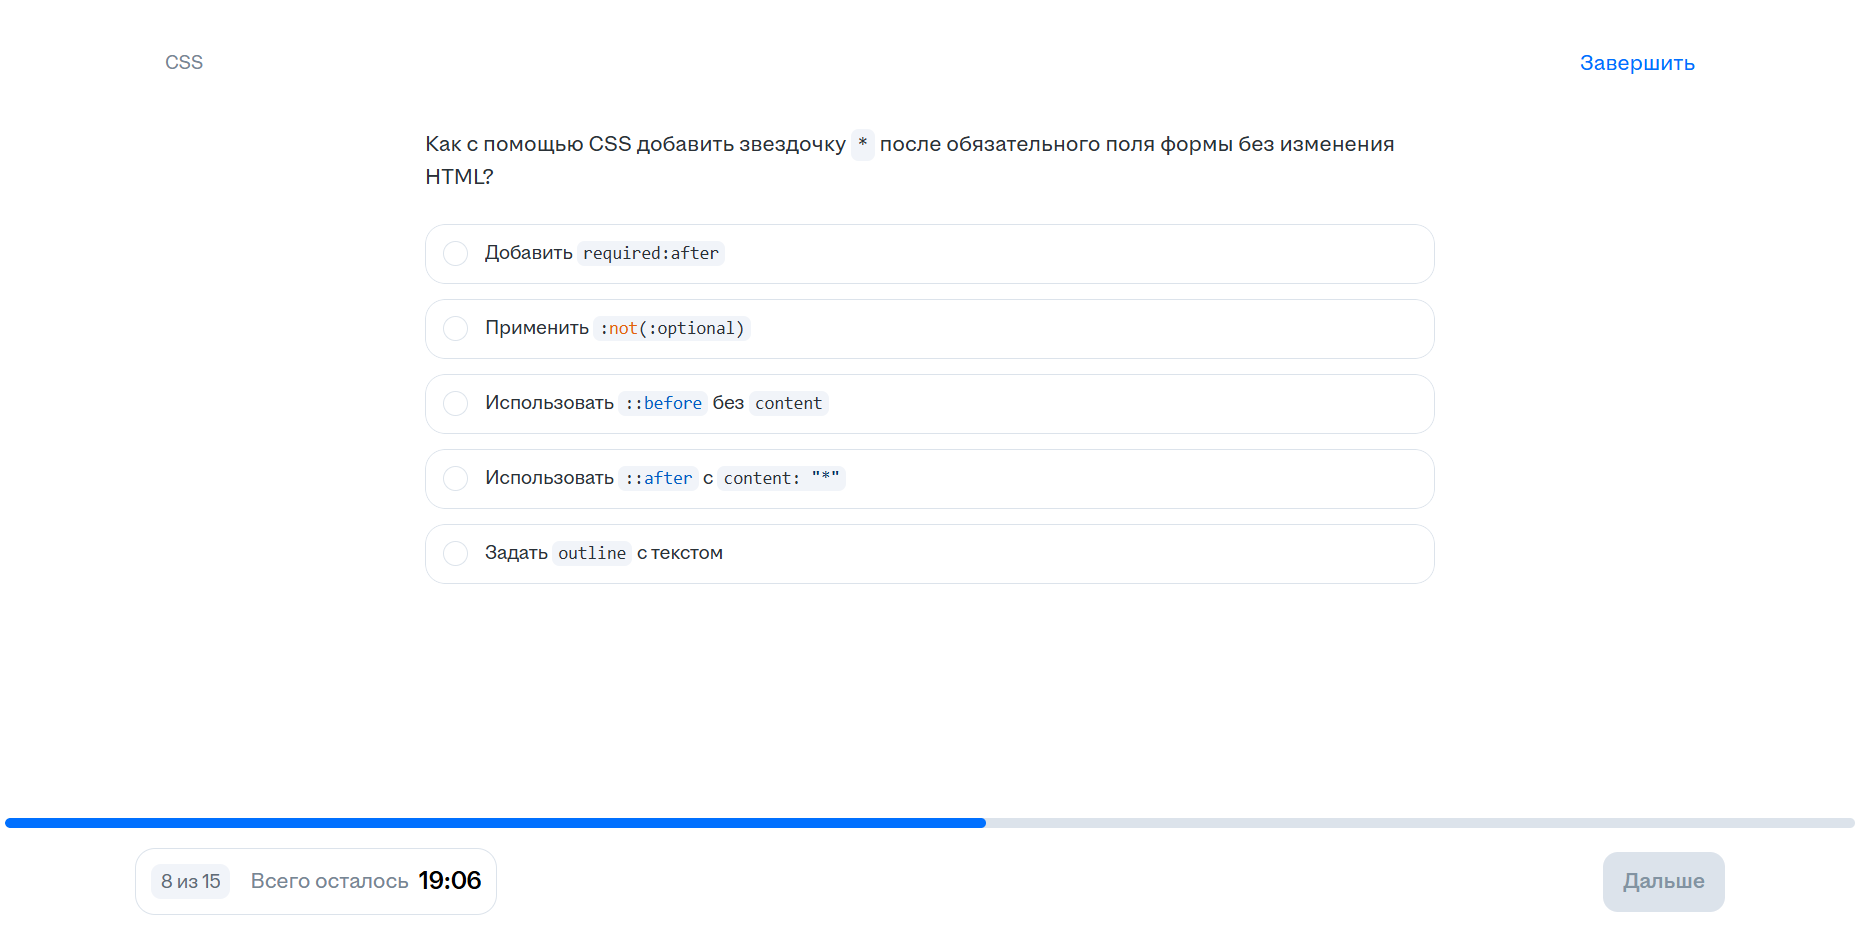 CSS
Завершить
Как с помощью CSS добавить звездочку * после обязательного поля формы без изменения
HTML?
Добавить required:after
Применить :not(:optional)
Использовать ::before без content
Использовать ::after с content: "*"
Задать outline с текстом
8 из 15 Всего осталось 19:06
Дальше